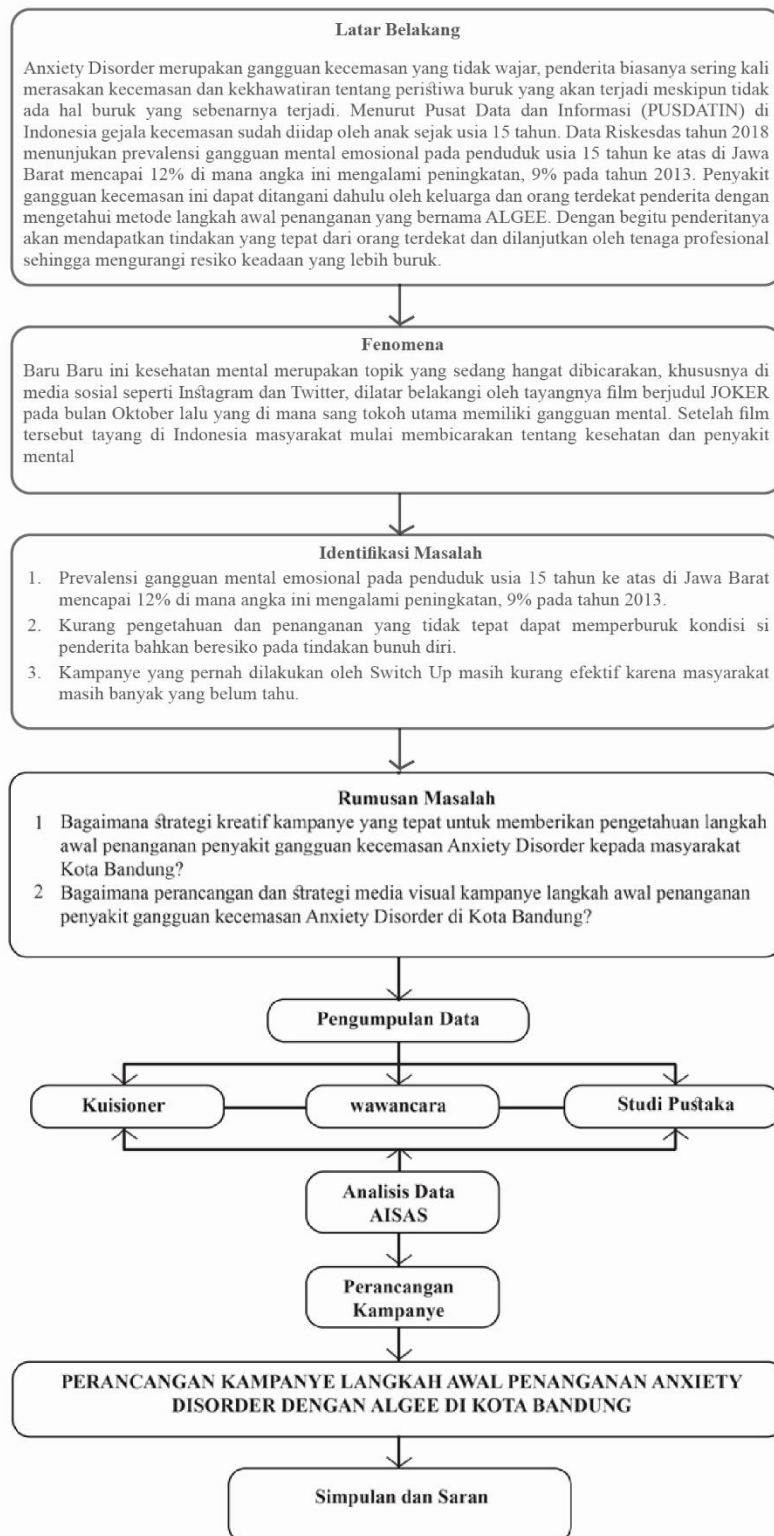 Latar Belakang
Anxiety Disorder merupakan gangguan kecemasan yang tidak wajar, penderita biasanya sering kali
merasakan kecemasan dan kekhawatiran tentang peristiwa buruk yang akan terjadi meskipun tidak
ada hal buruk yang sebenarnya terjadi. Menurut Pusat Data dan Informasi (PUSDATIN) di
Indonesia gejala kecemasan sudah diidap oleh anak sejak usia 15 tahun. Data Riskesdas tahun 2018
menunjukan prevalensi gangguan mental emosional pada penduduk usia 15 tahun ke atas di Jawa
Barat mencapai 12% di mana angka ini mengalami peningkatan, 9% pada tahun 2013. Penyakit
gangguan kecemasan ini dapat ditangani dahulu oleh keluarga dan orang terdekat penderita dengan
mengetahui metode langkah awal penanganan yang bernama ALGEE. Dengan begitu penderitanya
akan mendapatkan tindakan yang tepat dari orang terdekat dan dilanjutkan oleh tenaga profesional
sehingga mengurangi resiko keadaan yang lebih buruk.
Fenomena
Baru Baru ini kesehatan mental merupakan topik yang sedang hangat dibicarakan, khususnya di
media sosial seperti Instagram dan Twitter, dilatar belakangi oleh tayangnya film berjudul JOKER
pada bulan Oktober lalu yang di mana sang tokoh utama memiliki gangguan mental. Setelah film
tersebut tayang di Indonesia masyarakat mulai membicarakan tentang kesehatan dan penyakit
mental
Identifikasi Masalah
1. Prevalensi gangguan mental emosional pada penduduk usia 15 tahun ke atas di Jawa Barat
mencapai 12% di mana angka ini mengalami peningkatan, 9% pada tahun 2013.
2. Kurang pengetahuan dan penanganan yang tidak tepat dapat memperburuk kondisi si
penderita bahkan beresiko pada tindakan bunuh diri.
3. Kampanye yang pernah dilakukan oleh Switch Up masih kurang efektif karena masyarakat
masih banyak yang belum tahu.
Rumusan Masalah
1 Bagaimana strategi kreatif kampanye yang tepat untuk memberikan pengetahuan langkah
awal penanganan penyakit gangguan kecemasan Anxiety Disorder kepada masyarakat
Kota Bandung?
2 Bagaimana perancangan dan strategi media visual kampanye langkah awal penanganan
penyakit gangguan kecemasan Anxiety Disorder di Kota Bandung?
Pengumpulan Data
Kuisioner
wawancara
Studi Pustaka
Analisis Data
AISAS
Perancangan
Kampanye
PERANCANGAN KAMPANYE LANGKAH AWAL PENANGANAN ANXIETY
DISORDER DENGAN ALGEE DI KOTA BANDUNG
Simpulan dan Saran